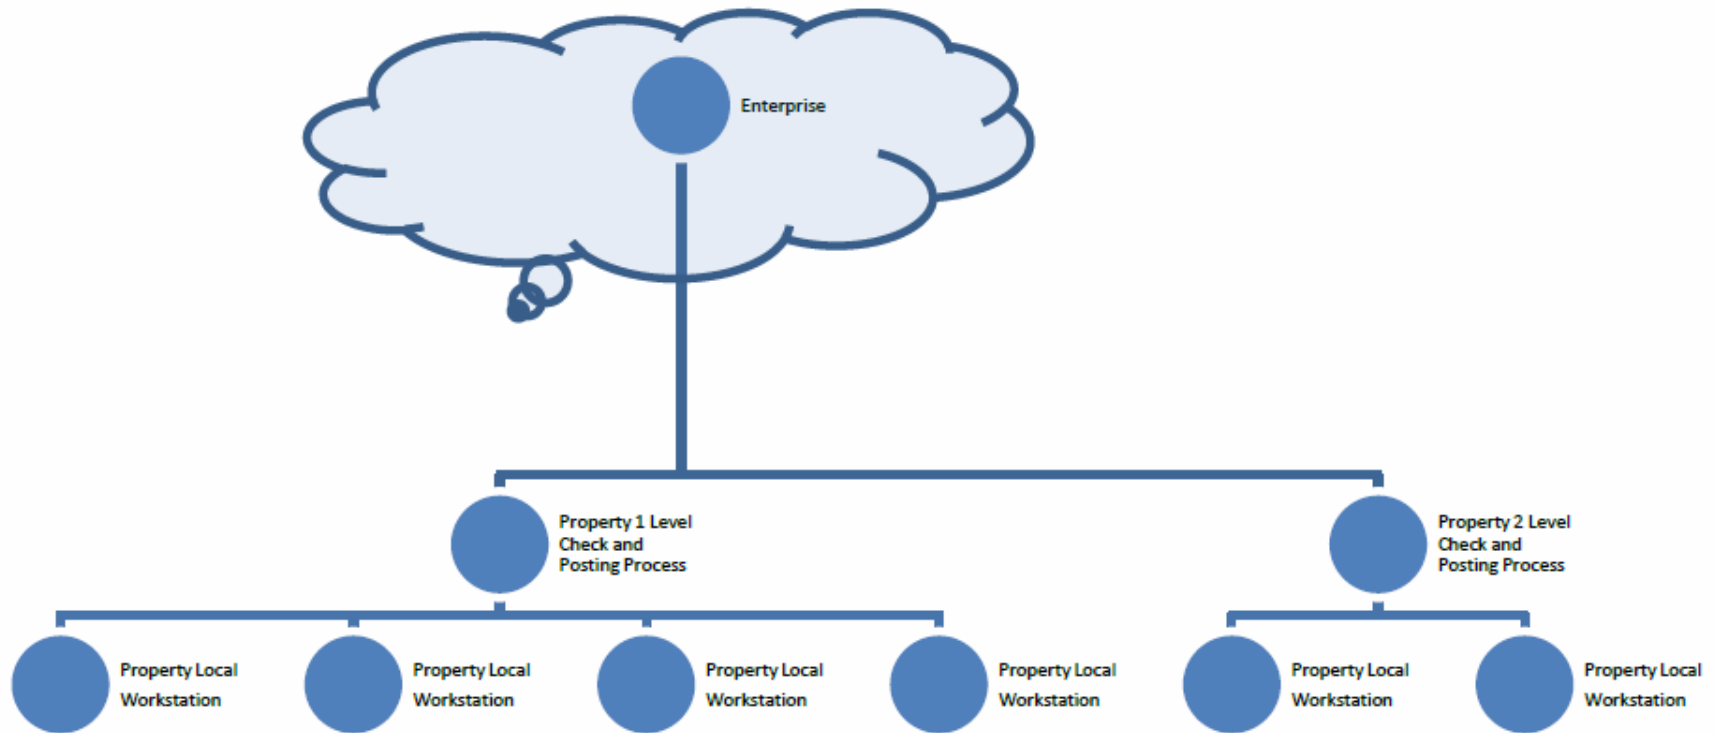 Enterprise
Property 1 Level
Check and
Posting Process
Property 2 Level
Check and
Posting Process
Property Local
Workstation
Property Local
Workstation
Property Local
Workstation
Property Local
Workstation
Property Local
Workstation
Property Local
Workstation